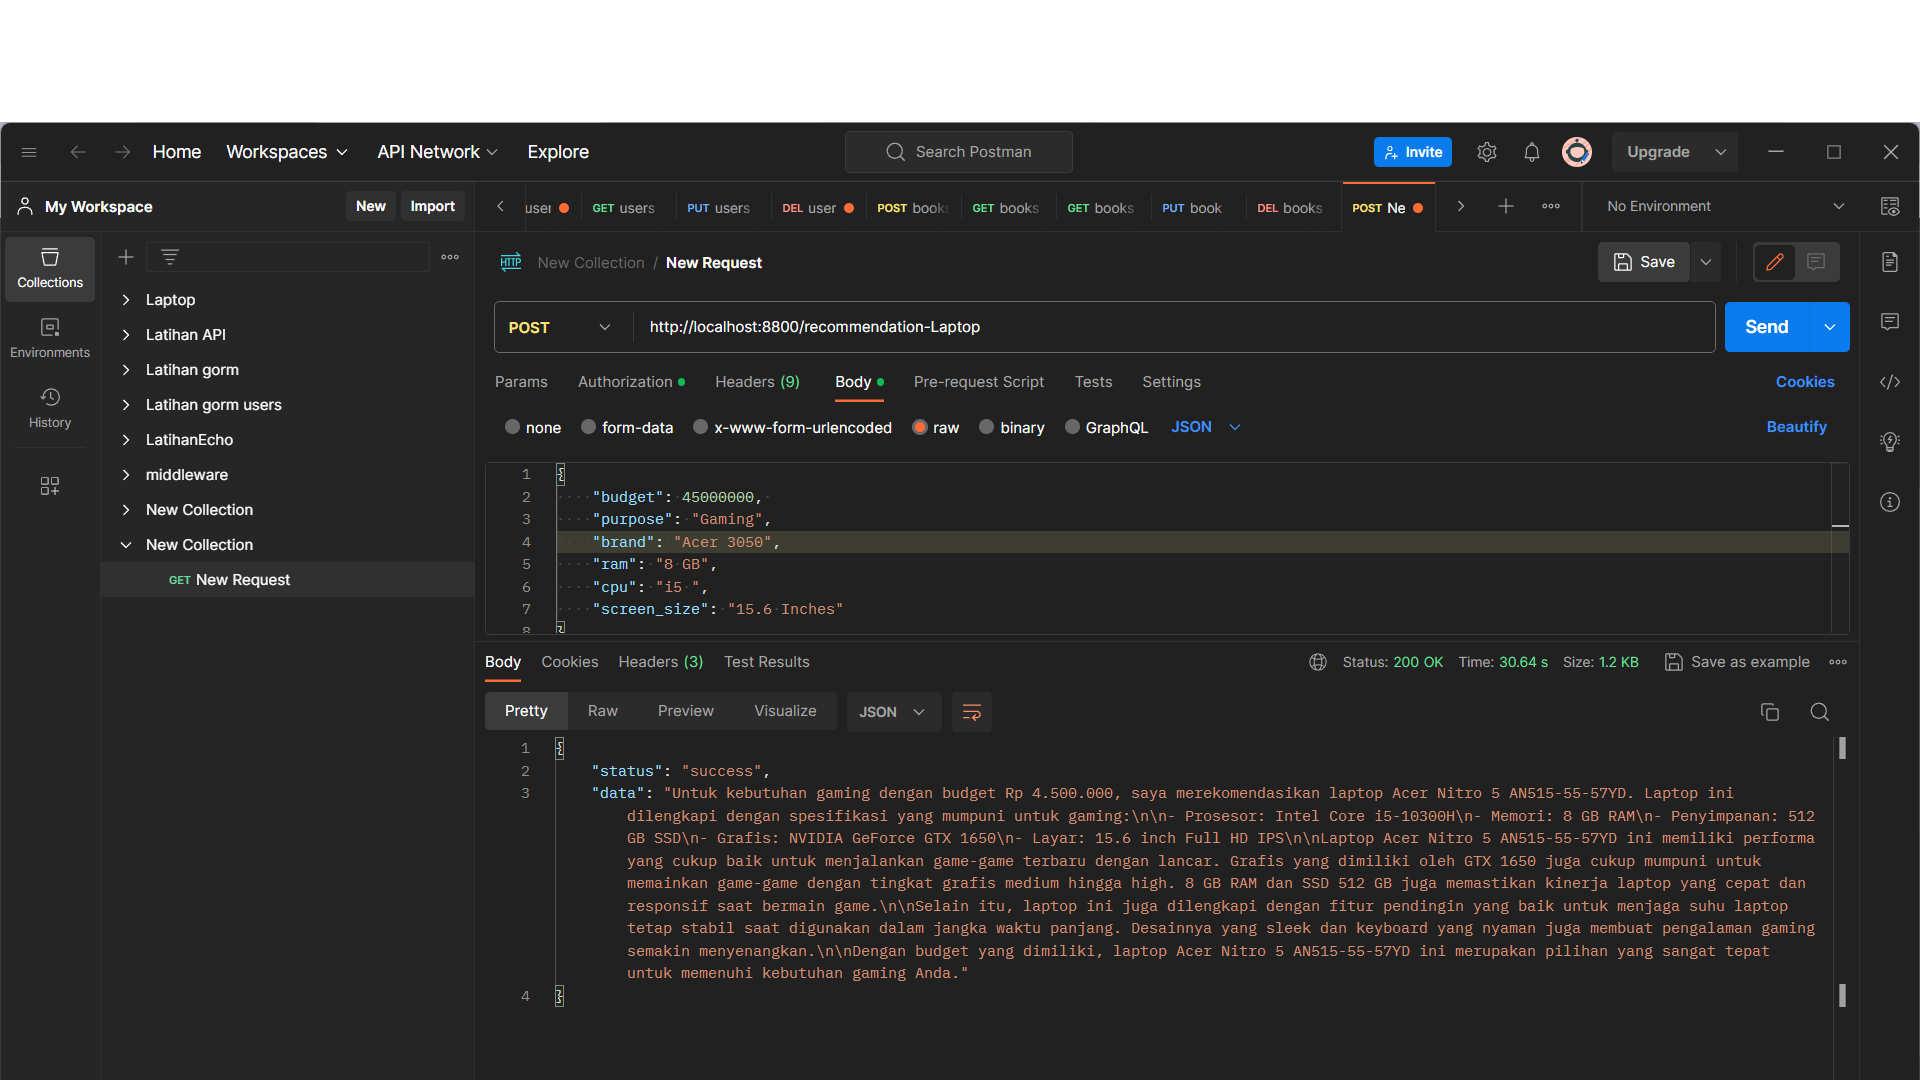 Home Workspaces API Network Explore Search Postman Invite Upgrade
My Workspace New Import user GET users PUT users DEL user POST books GET books GET books PUT book DEL books POST Ne No Environment
Collections
Environments
History
Laptop
Latihan API
Latihan gorm
Latihan gorm users
LatihanEcho
middleware
New Collection
New Collection
GET New Request
HTTP New Collection / New Request Save
POST http://localhost:8800/recommendation-Laptop Send
Params Authorization Headers (9) Body Pre-request Script Tests Settings Cookies
none form-data x-www-form-urlencoded raw binary GraphQL JSON Beautify
1 {
2 "budget": 45000000,
3 "purpose": "Gaming",
4 "brand": "Acer 3050",
5 "ram": "8 GB",
6 "cpu": "i5 ",
7 "screen_size": "15.6 Inches"
8 }
Body Cookies Headers (3) Test Results Status: 200 OK Time: 30.64 s Size: 1.2 KB Save as example
Pretty Raw Preview Visualize JSON
1 {
2 "status": "success",
3 "data": "Untuk kebutuhan gaming dengan budget Rp 4.500.000, saya merekomendasikan laptop Acer Nitro 5 AN515-55-57YD. Laptop ini
dilengkapi dengan spesifikasi yang mumpuni untuk gaming:\n\n- Prosesor: Intel Core i5-10300H\n- Memori: 8 GB RAM\n- Penyimpanan: 512
GB SSD\n- Grafis: NVIDIA GeForce GTX 1650\n- Layar: 15.6 inch Full HD IPS\n\nLaptop Acer Nitro 5 AN515-55-57YD ini memiliki performa
yang cukup baik untuk menjalankan game-game terbaru dengan lancar. Grafis yang dimiliki oleh GTX 1650 juga cukup mumpuni untuk
memainkan game-game dengan tingkat grafis medium hingga high. 8 GB RAM dan SSD 512 GB juga memastikan kinerja laptop yang cepat dan
responsif saat bermain game.\n\nSelain itu, laptop ini juga dilengkapi dengan fitur pendingin yang baik untuk menjaga suhu laptop
tetap stabil saat digunakan dalam jangka waktu panjang. Desainnya yang sleek dan keyboard yang nyaman juga membuat pengalaman gaming
semakin menyenangkan.\n\nDengan budget yang dimiliki, laptop Acer Nitro 5 AN515-55-57YD ini merupakan pilihan yang sangat tepat
untuk memenuhi kebutuhan gaming Anda."
4 }